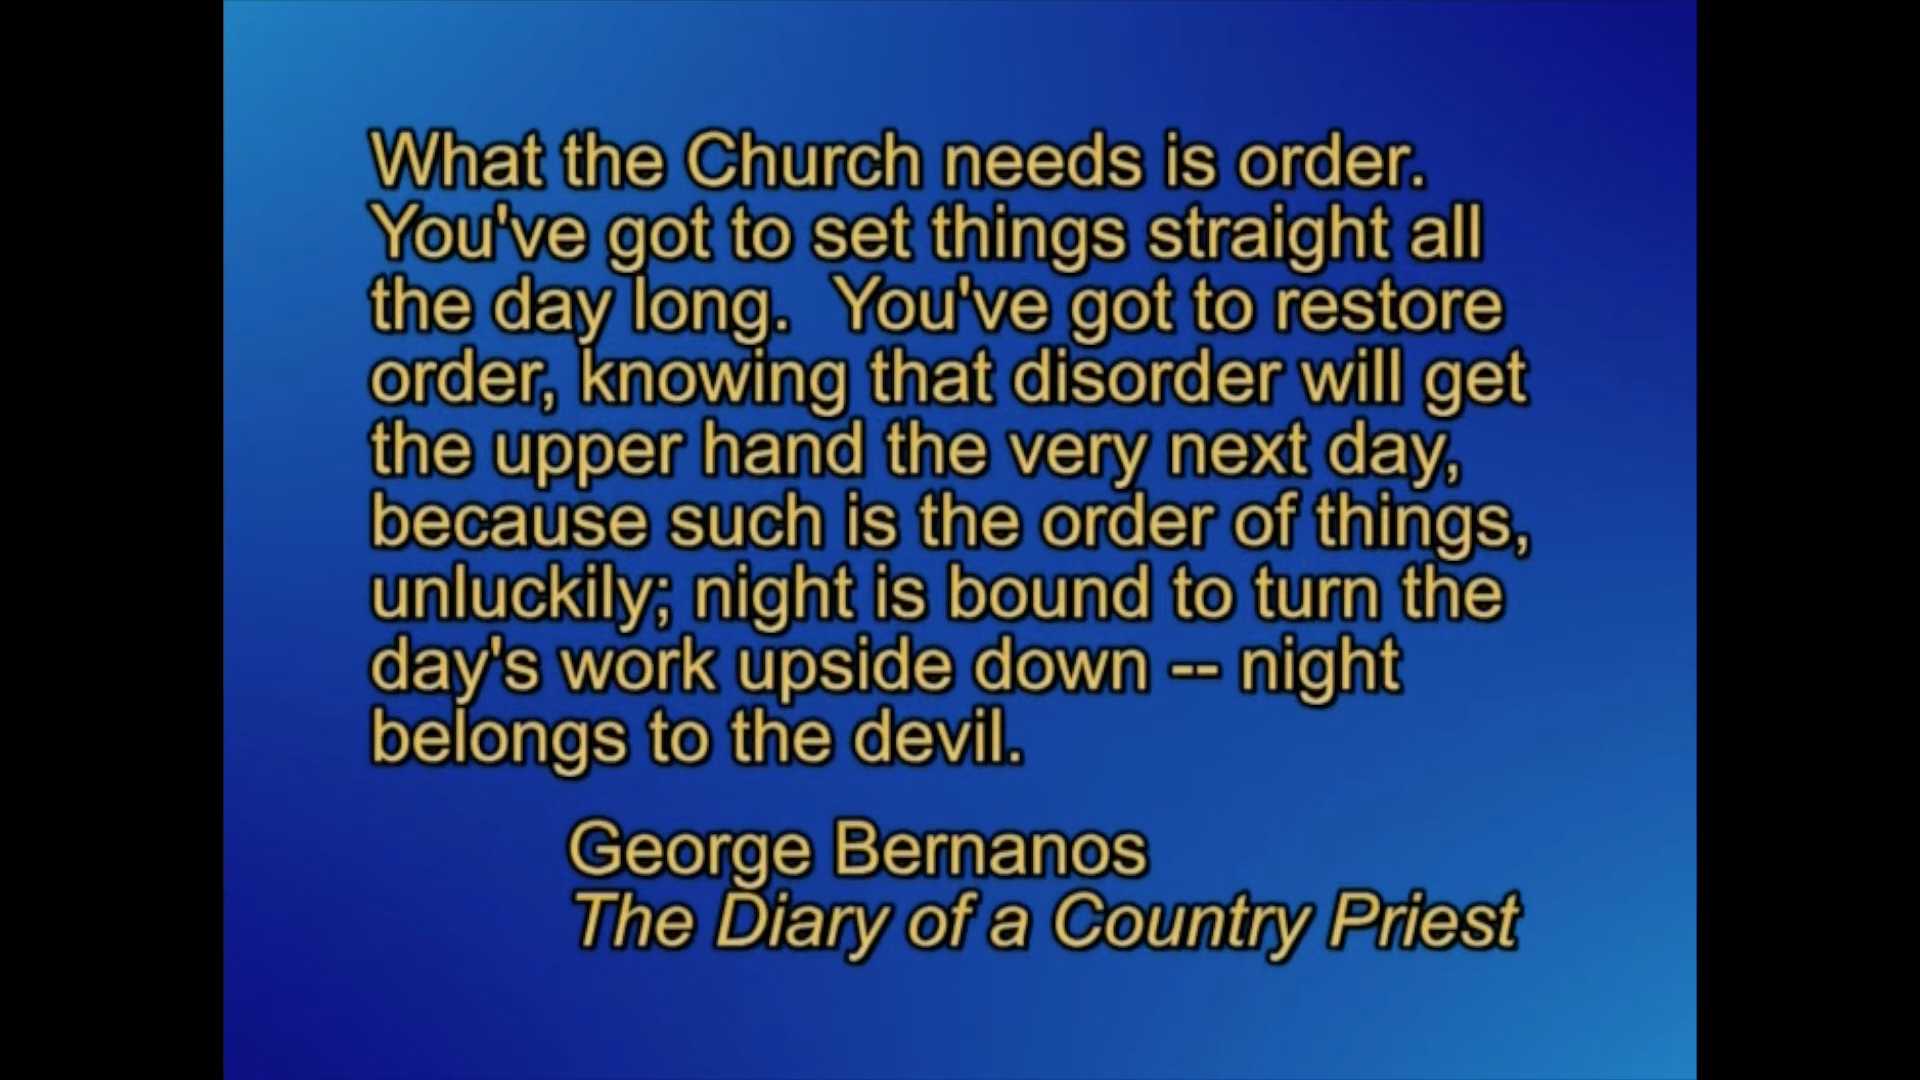 What the Church needs is order.
You've got to set things straight all
the day long.  You've got to restore
order, knowing that disorder will get
the upper hand the very next day,
because such is the order of things,
unluckily; night is bound to turn the
day's work upside down -- night
belongs to the devil.
George Bernanos
The Diary of a Country Priest